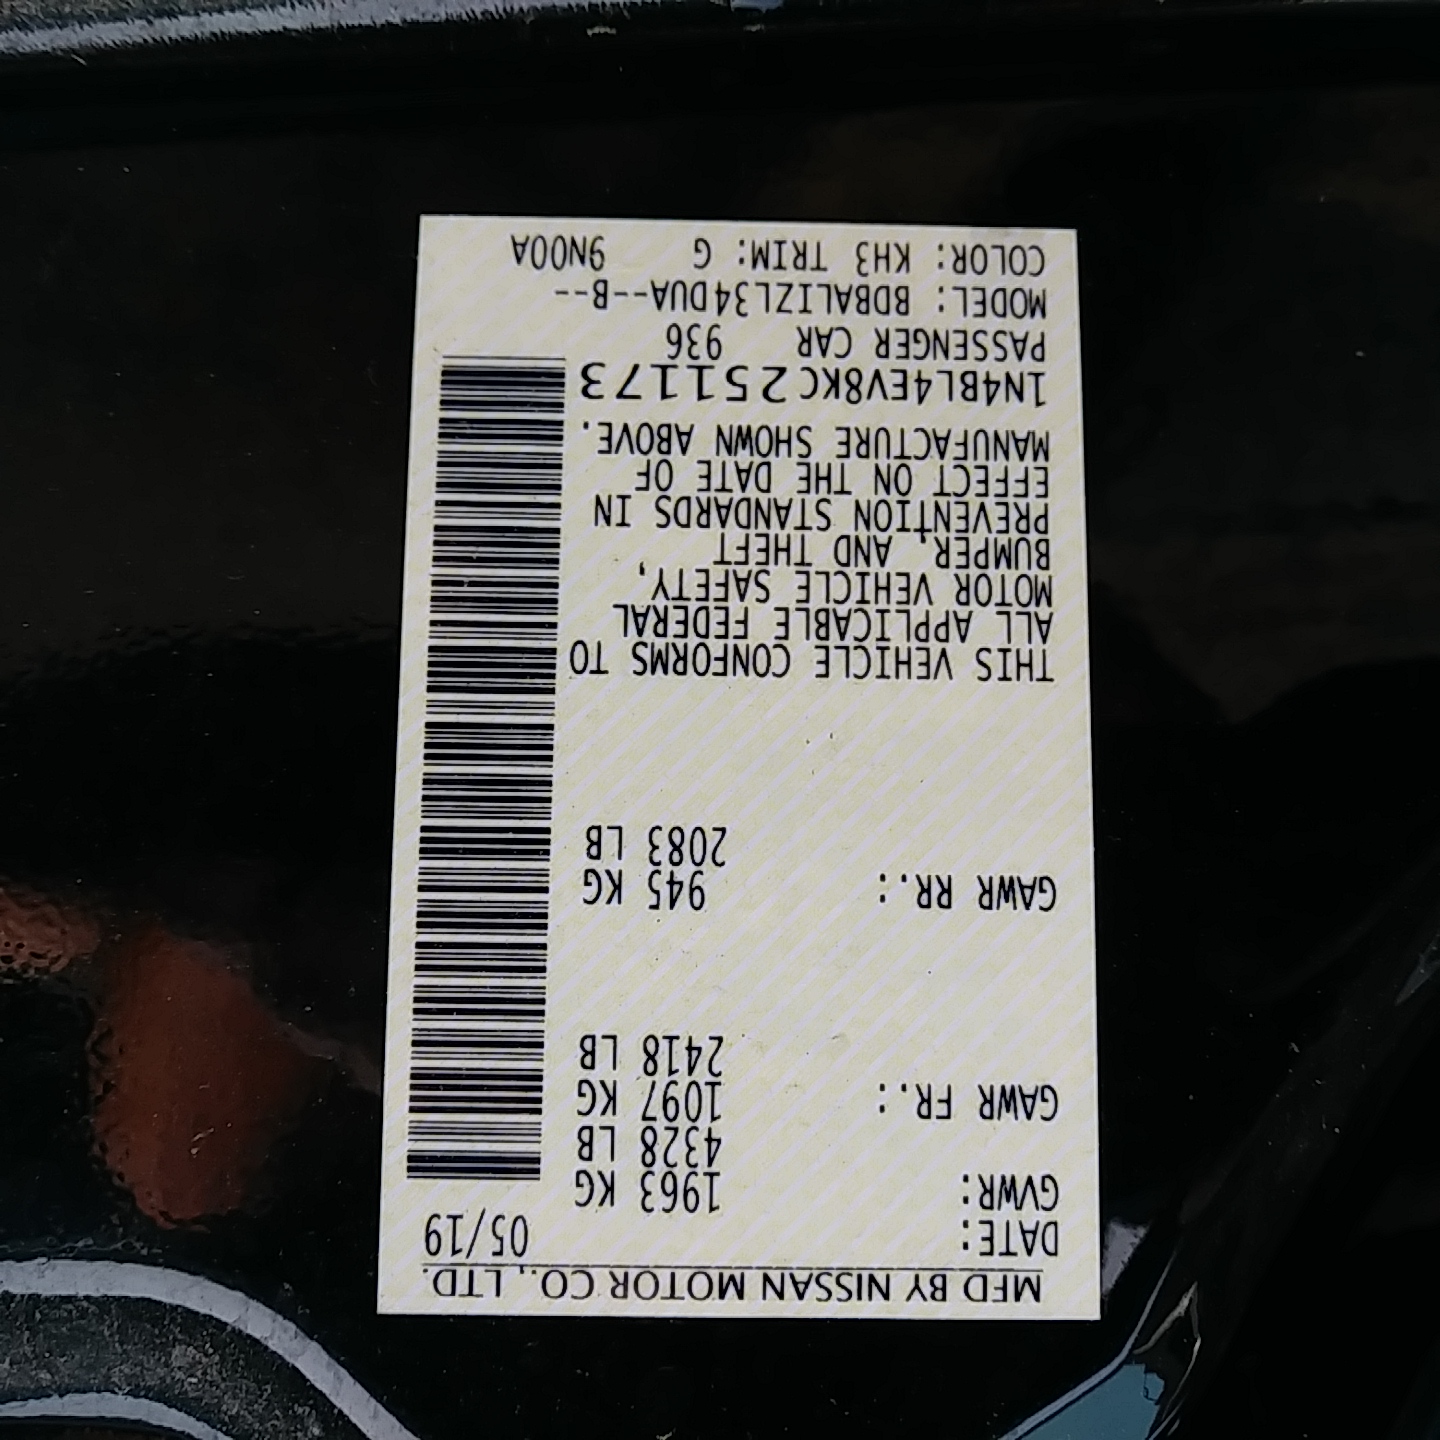 MFD BY NISSAN MOTOR CO., LTD.
DATE: 05/19
GVWR: 1963 KG
4328 LB
GAWR FR.: 1097 KG
2418 LB
GAWR RR.: 945 KG
2083 LB
THIS VEHICLE CONFORMS TO
ALL APPLICABLE FEDERAL
MOTOR VEHICLE SAFETY,
BUMPER, AND THEFT
PREVENTION STANDARDS IN
EFFECT ON THE DATE OF
MANUFACTURE SHOWN ABOVE.
1N4BL4EV8KC251173
PASSENGER CAR 936
MODEL: BDBALIZL34DUA--B--
COLOR: KH3 TRIM: G 9N00A